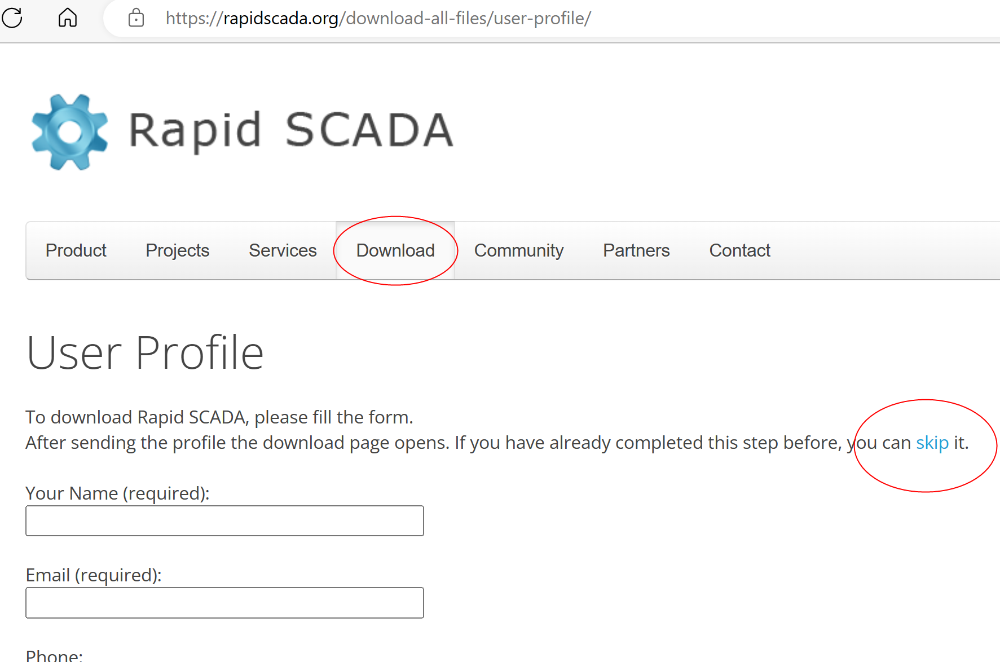 https://rapidscada.org/download-all-files/user-profile/
Rapid SCADA
Product Projects Services Download Community Partners Contact
User Profile
To download Rapid SCADA, please fill the form.
After sending the profile the download page opens. If you have already completed this step before, you can skip it.
Your Name (required):
Email (required):
Phone: